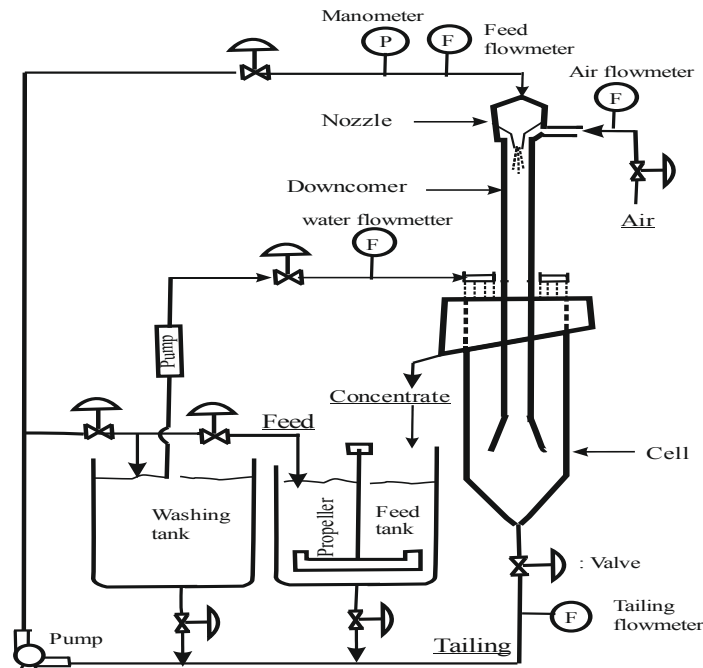 Manometer
P
F
Feed
flowmeter
Air flowmeter
F
Nozzle
Downcomer
Air
water flowmetter
F
Pump
Concentrate
Feed
Cell
Washing
tank
Propeller
Feed
tank
: Valve
Tailing
flowmeter
F
Pump
Tailing